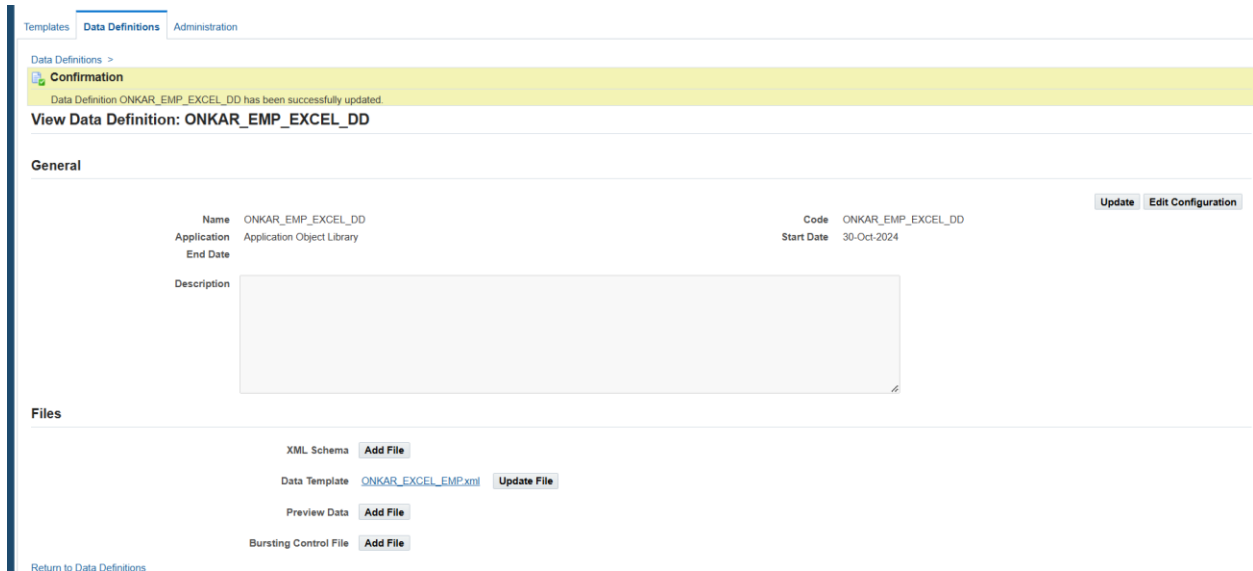 Templates Data Definitions Administration
Data Definitions >
Confirmation
Data Definition ONKAR_EMP_EXCEL_DD has been successfully updated.
View Data Definition: ONKAR_EMP_EXCEL_DD
General
Update Edit Configuration
Name ONKAR_EMP_EXCEL_DD Code ONKAR_EMP_EXCEL_DD
Application Application Object Library Start Date 30-Oct-2024
End Date
Description
Files
XML Schema Add File
Data Template ONKAR_EXCEL_EMP.xml Update File
Preview Data Add File
Bursting Control File Add File
Return to Data Definitions